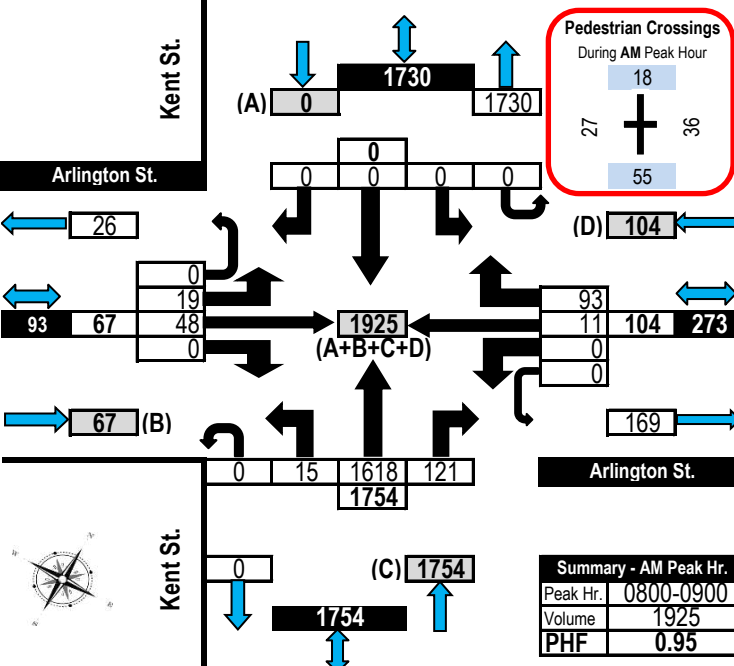 Kent St.
1730
(A) 0 1730
Pedestrian Crossings
During AM Peak Hour
18
27 36
55
0
0 0 0 0
Arlington St.
26
(D) 104
0
19
93 67 48
0
1925
(A+B+C+D)
93
11 104 273
0
0
67 (B)
169
0 15 1618 121
1754
Arlington St.
Kent St.
0
(C) 1754
1754
Summary - AM Peak Hr.
Peak Hr. 0800-0900
Volume 1925
PHF 0.95